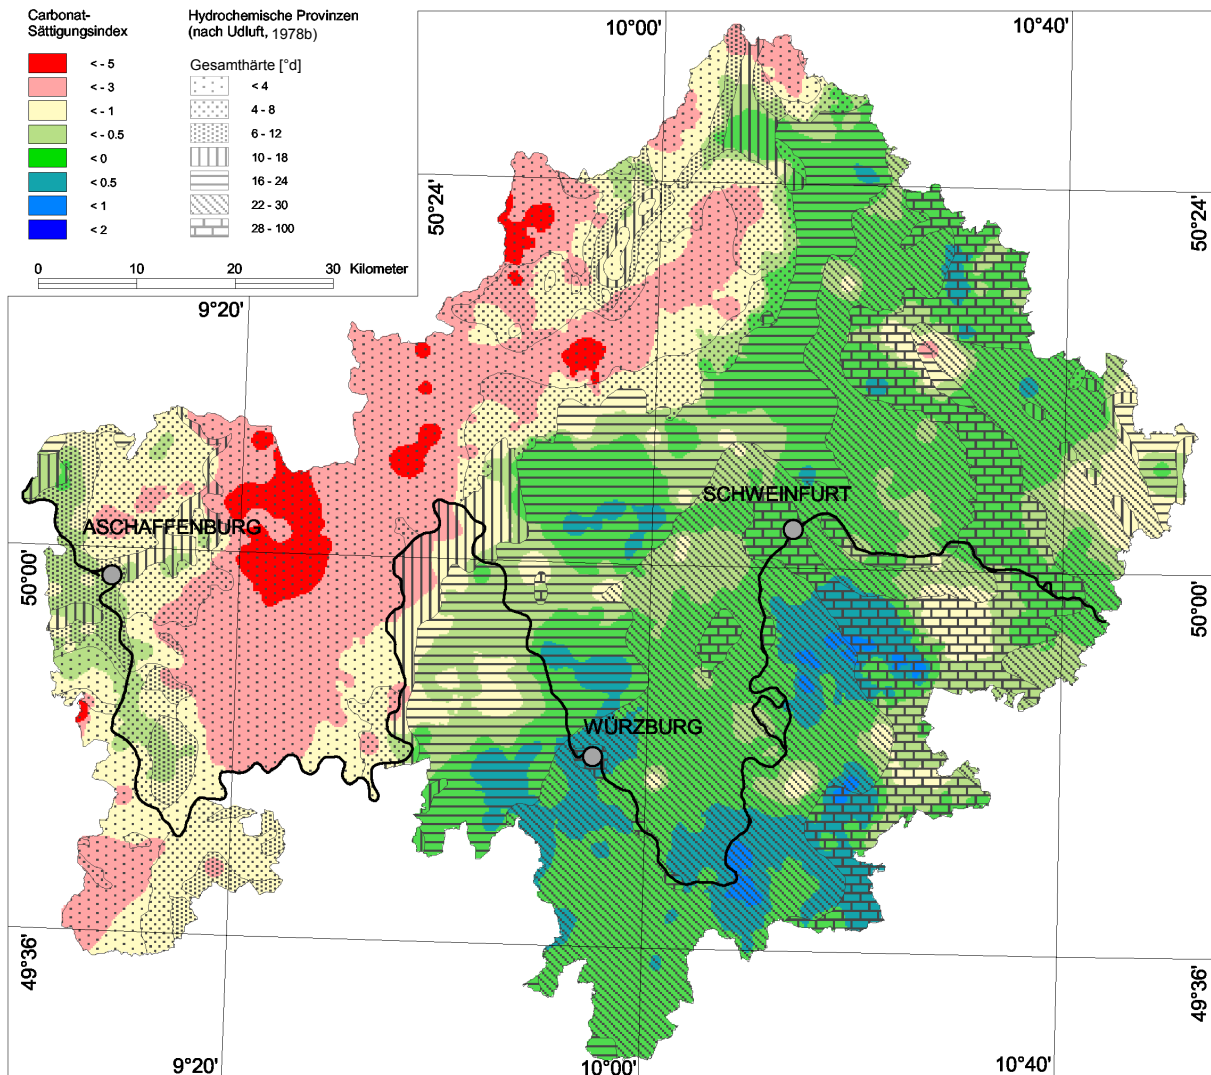 Carbonat-
Sättigungsindex
< - 5
< - 3
< - 1
< - 0.5
< 0
< 0.5
< 1
< 2
Hydrochemische Provinzen
(nach Udluft, 1978b)
Gesamthärte [°d]
< 4
4 - 8
6 - 12
10 - 18
16 - 24
22 - 30
28 - 100
0 10 20 30 Kilometer
10°00'
10°40'
50°24'
50°24'
9°20'
SCHWEINFURT
ASCHAFFENBURG
50°00'
50°00'
WÜRZBURG
49°36'
49°36'
9°20'
10°00'
10°40'